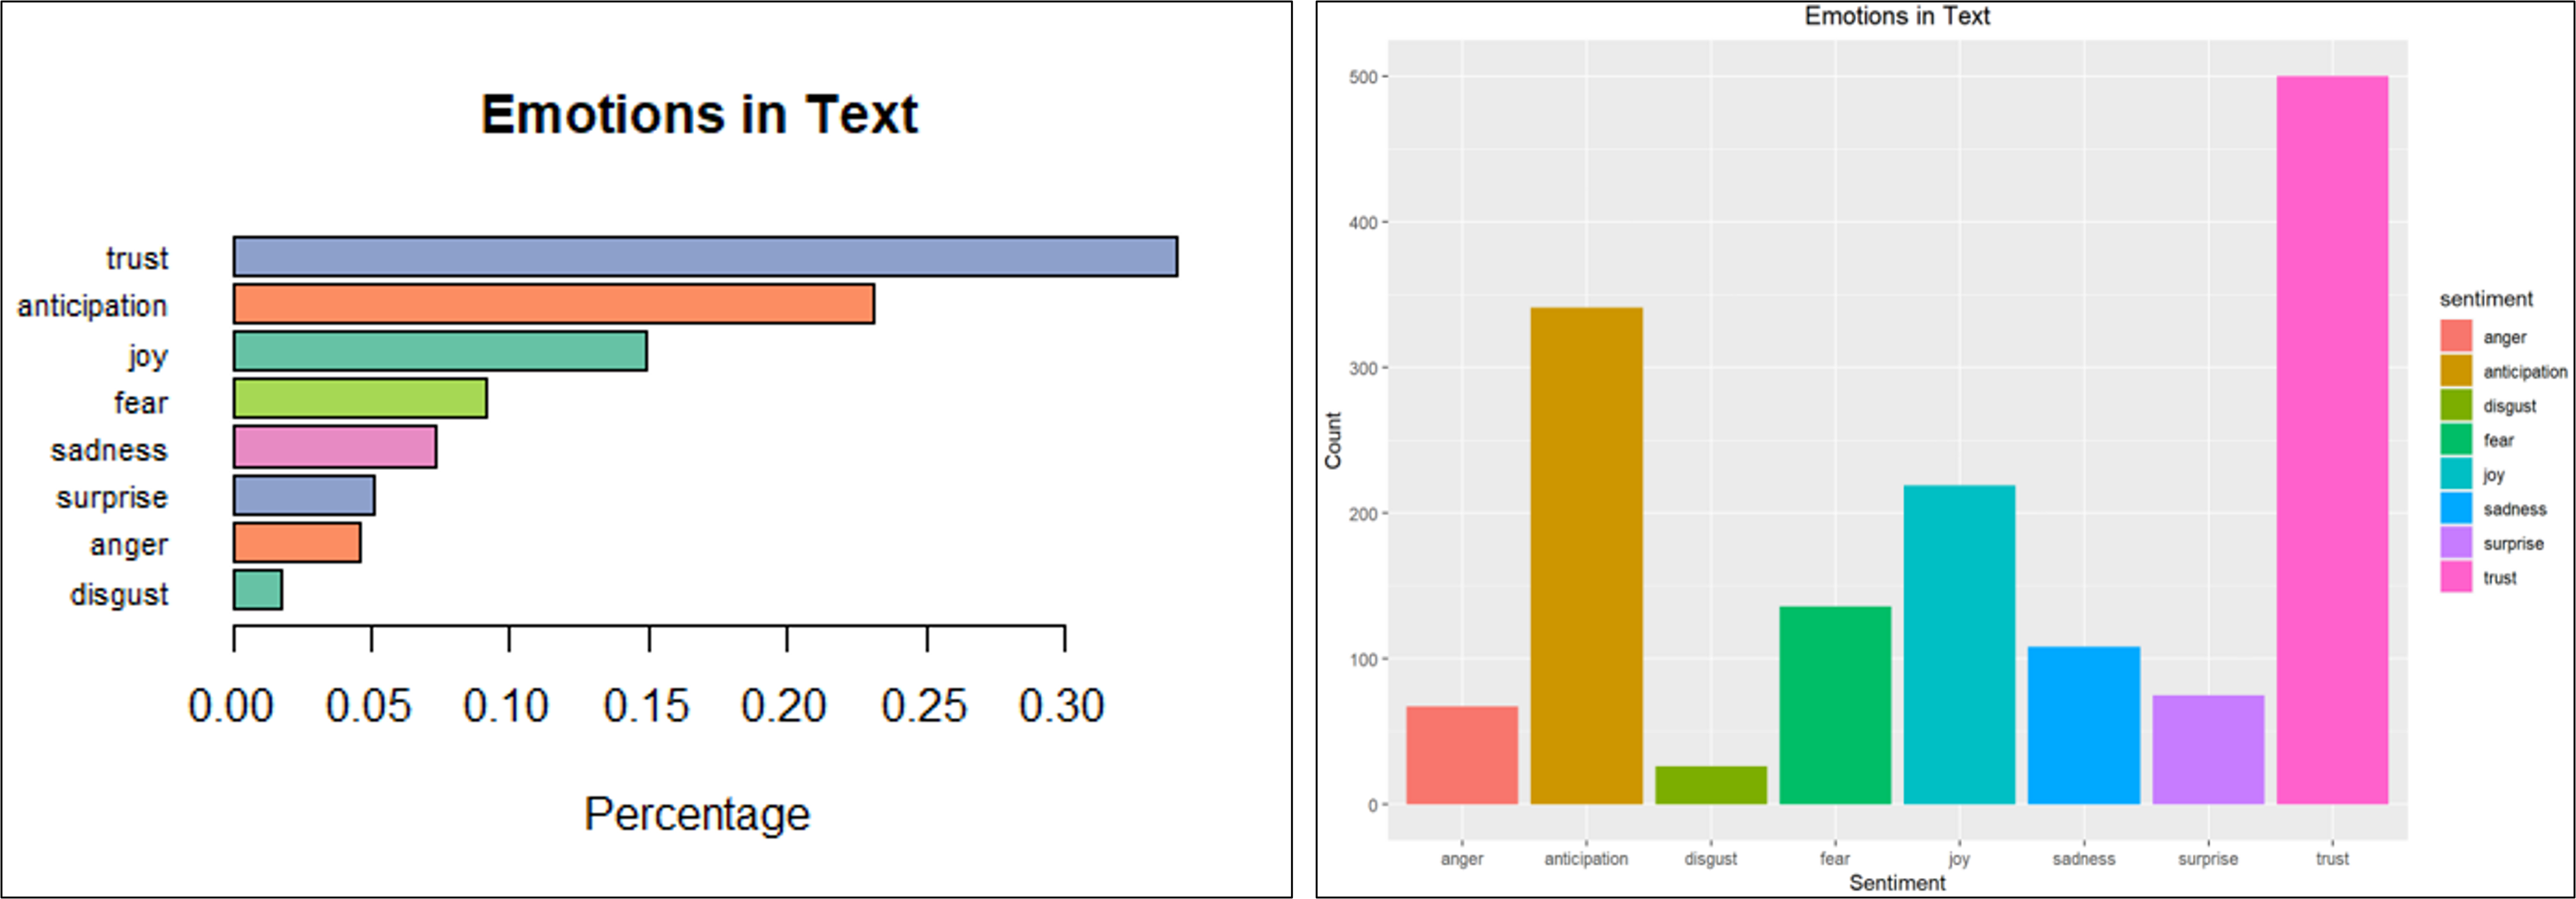 Emotions in Text
trust
anticipation
joy
fear
sadness
surprise
anger
disgust
0.00 0.05 0.10 0.15 0.20 0.25 0.30
Percentage
Emotions in Text
500
400
300
200
100
0
Count
anger anticipation disgust fear joy sadness surprise trust
Sentiment
sentiment
anger
anticipation
disgust
fear
joy
sadness
surprise
trust